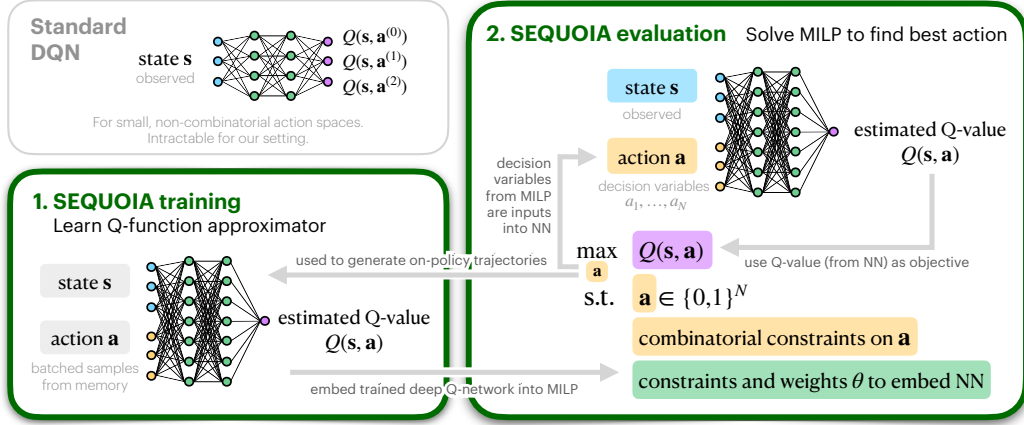 Standard
DQN
state s
observed
Q(s, a⁽⁰⁾)
Q(s, a⁽¹⁾)
Q(s, a⁽²⁾)
For small, non-combinatorial action spaces.
Intractable for our setting.
1. SEQUOIA training
Learn Q-function approximator
state s
action a
batched samples
from memory
estimated Q-value
Q(s, a)
used to generate on-policy trajectories
embed trained deep Q-network into MILP
2. SEQUOIA evaluation Solve MILP to find best action
state s
observed
action a
decision variables
a₁, …, a_N
estimated Q-value
Q(s, a)
decision
variables
from MILP
are inputs
into NN
use Q-value (from NN) as objective
max Q(s, a)
a
s.t. a ∈ {0,1}ᴺ
combinatorial constraints on a
constraints and weights θ to embed NN